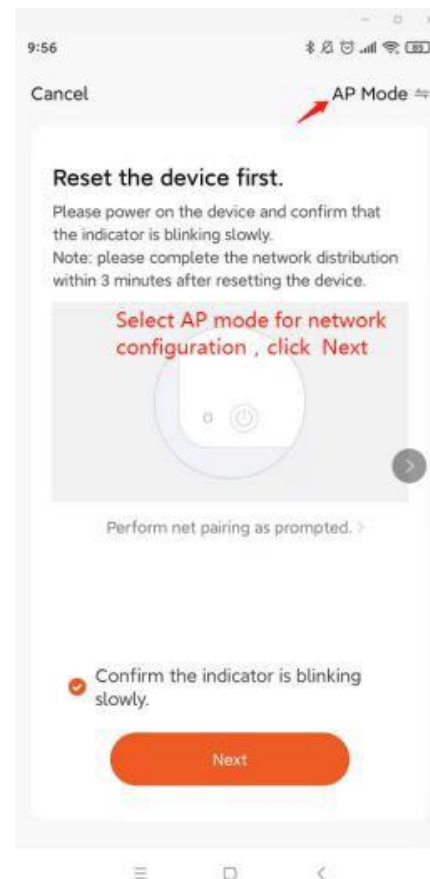 9:56
Cancel
AP Mode
Reset the device first.
Please power on the device and confirm that
the indicator is blinking slowly.
Note: please complete the network distribution
within 3 minutes after resetting the device.
Select AP mode for network
configuration , click Next
Perform net pairing as prompted. >
Confirm the indicator is blinking
slowly.
Next